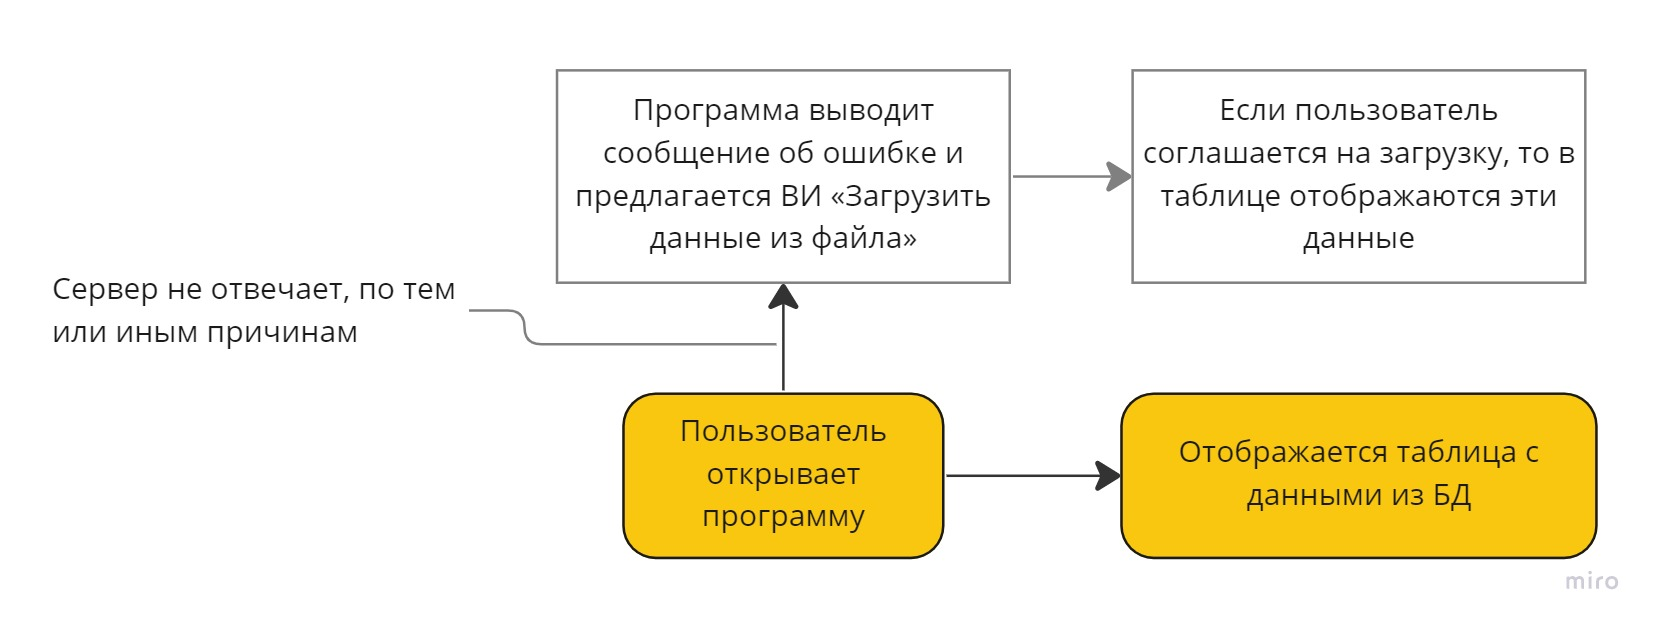 Программа выводит
сообщение об ошибке и
предлагается ВИ «Загрузить
данные из файла»
Если пользователь
соглашается на загрузку, то в
таблице отображаются эти
данные
Сервер не отвечает, по тем
или иным причинам
Пользователь
открывает
программу
Отображается таблица с
данными из БД
miro